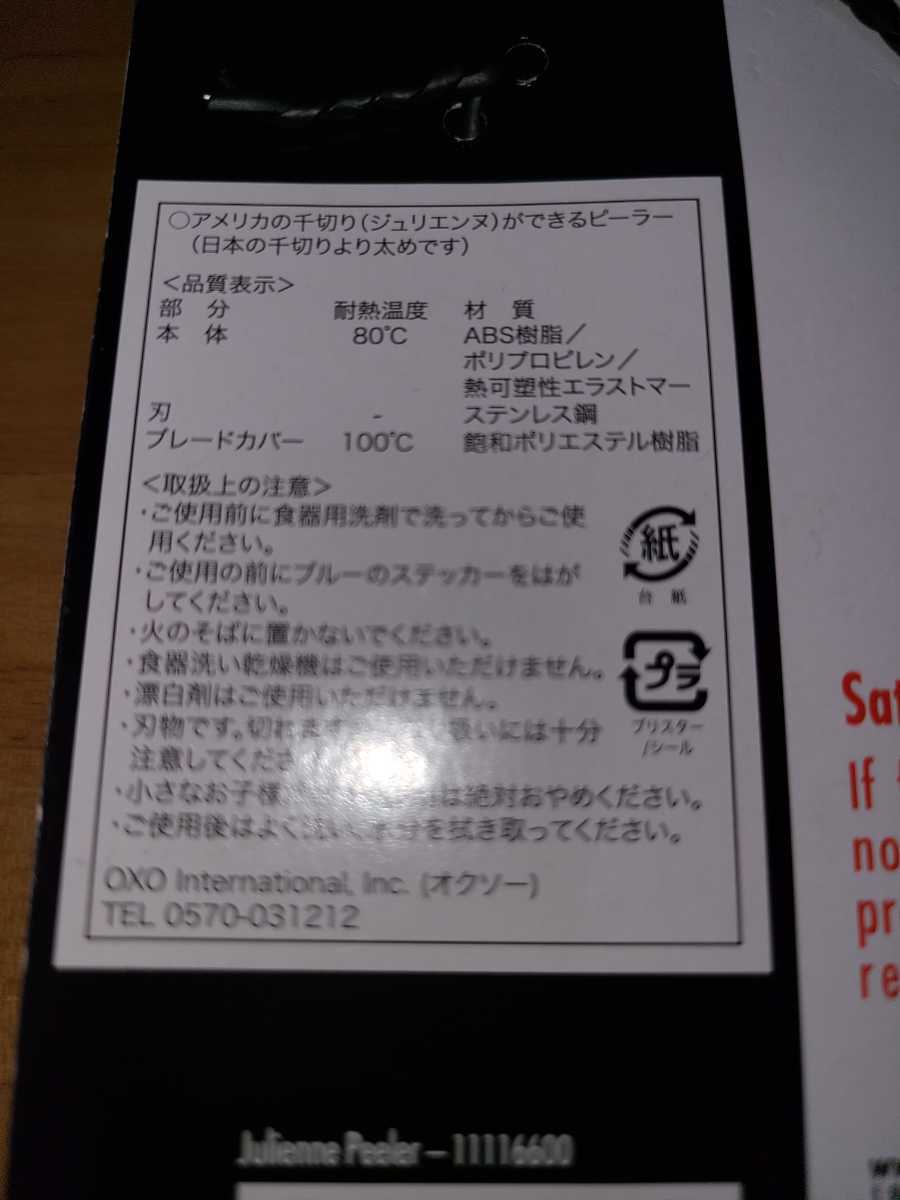 ○アメリカの千切り(ジュリエンヌ)ができるピーラー
(日本の千切りより太めです)
<品質表示>
部 分 耐熱温度 材 質
本 体 80℃ ABS樹脂/
ポリプロピレン/
熱可塑性エラストマー
刃 - ステンレス鋼
ブレードカバー 100℃ 飽和ポリエステル樹脂
<取扱上の注意>
・ご使用前に食器用洗剤で洗ってからご使
用ください。
・ご使用の前にブルーのステッカーをはが
してください。
・火のそばに置かないでください。
・食器洗い乾燥機はご使用いただけません。
・漂白剤はご使用いただけません。
・刃物です。切れます 扱いには十分
注意してくださ
・小さなお子様 は絶対おやめください。
・ご使用後はよく洗い、水分を拭き取ってください。
OXO International, Inc. (オクソー)
TEL 0570-031212
紙
台 紙
プラ
ブリスター
/シール
Sat
If
no
pr
re
Julienne Peeler – 11116600